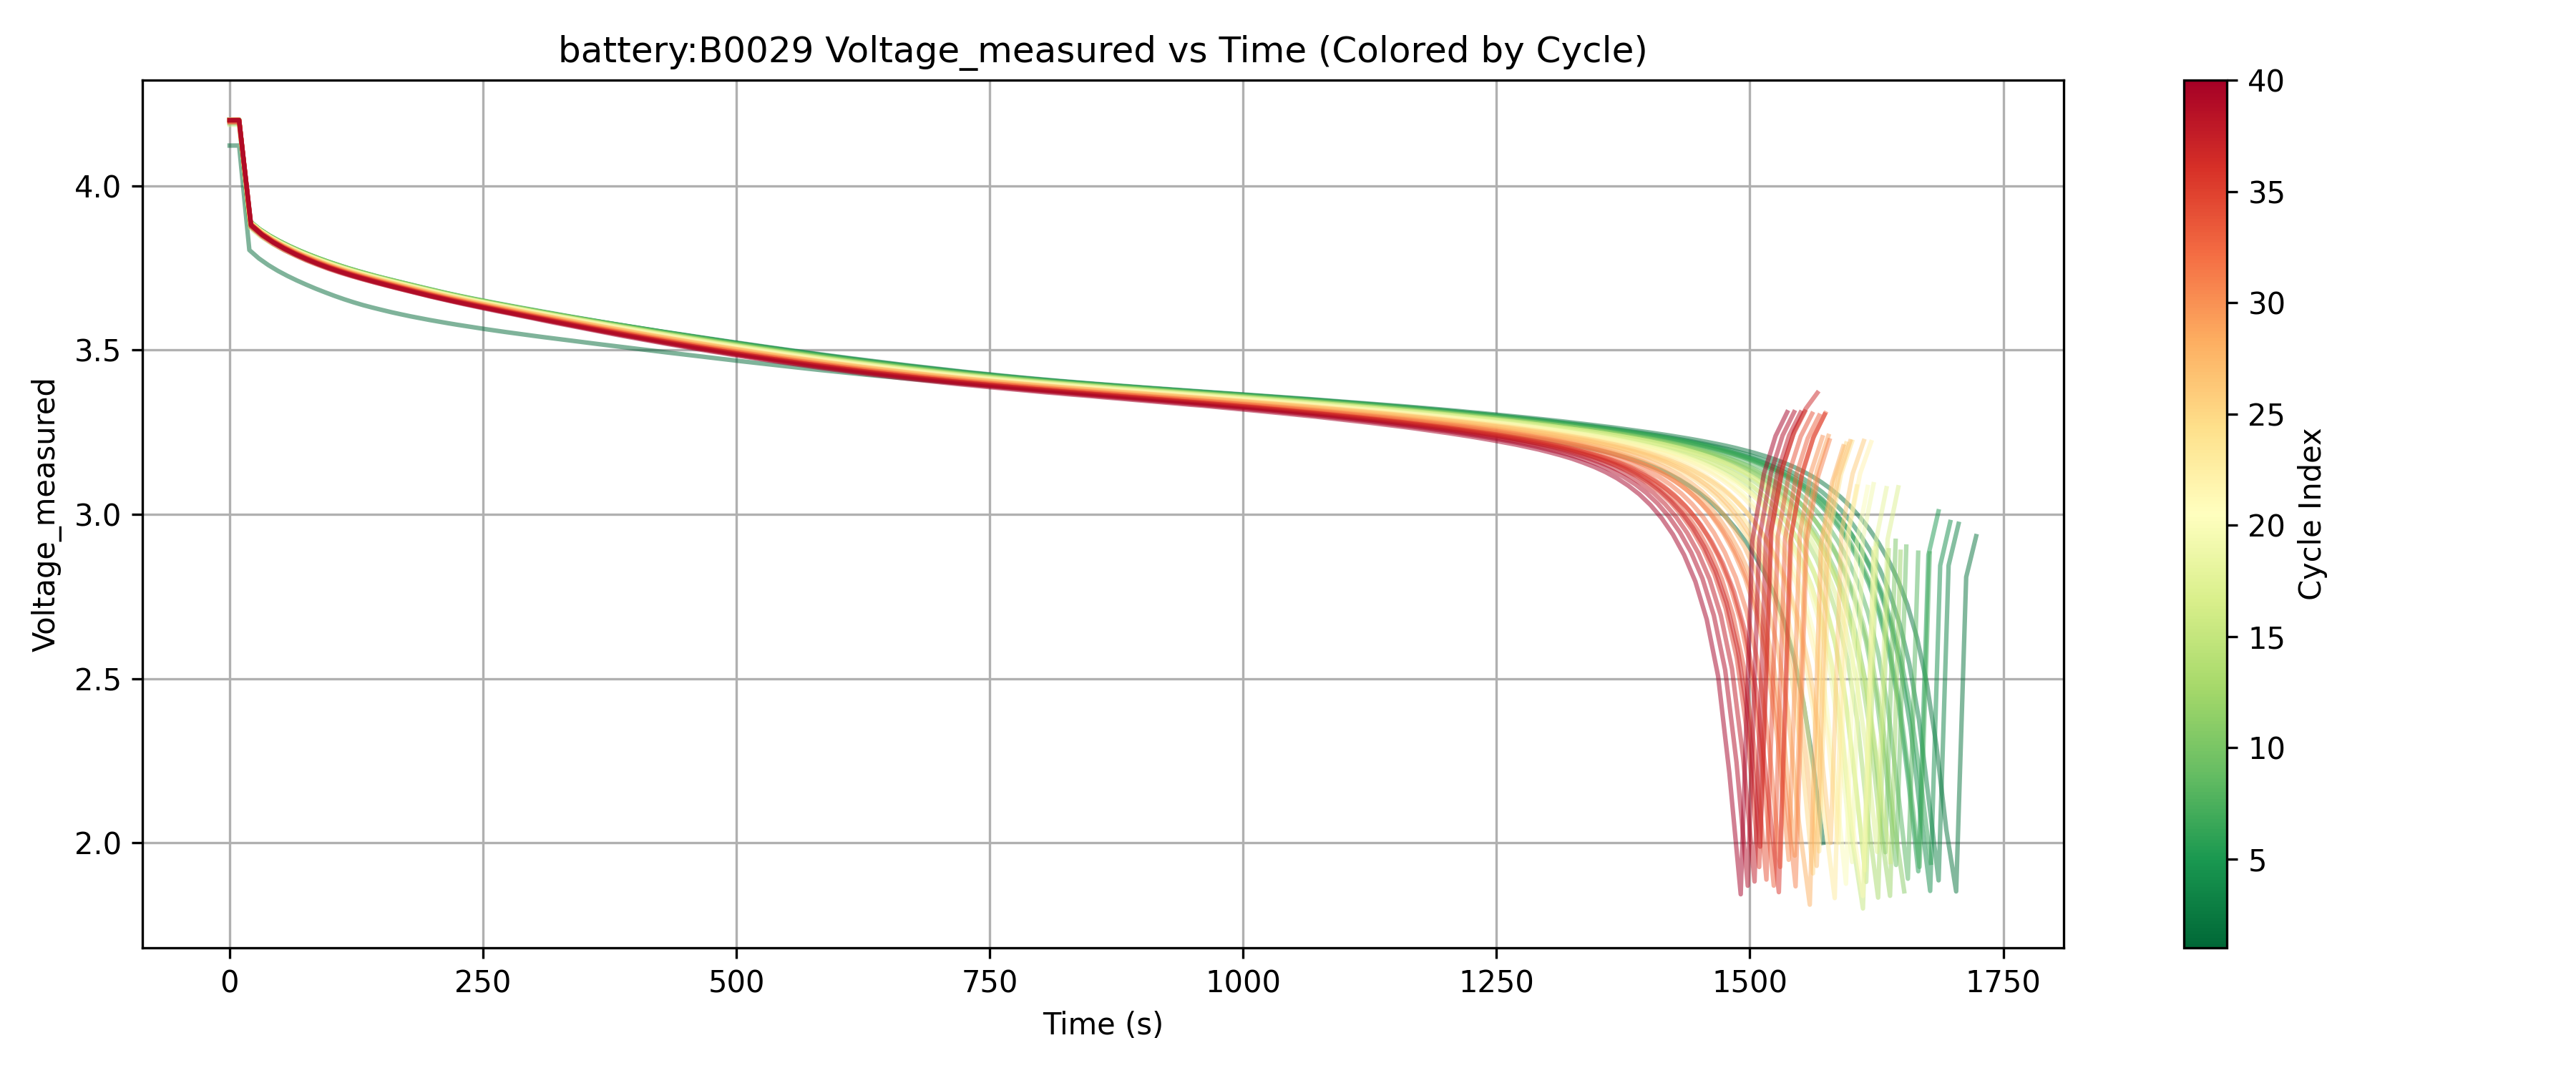 battery:B0029 Voltage_measured vs Time (Colored by Cycle)
Voltage_measured
4.0
3.5
3.0
2.5
2.0
0 250 500 750 1000 1250 1500 1750
Time (s)
40
35
30
25
20
15
10
5
Cycle Index